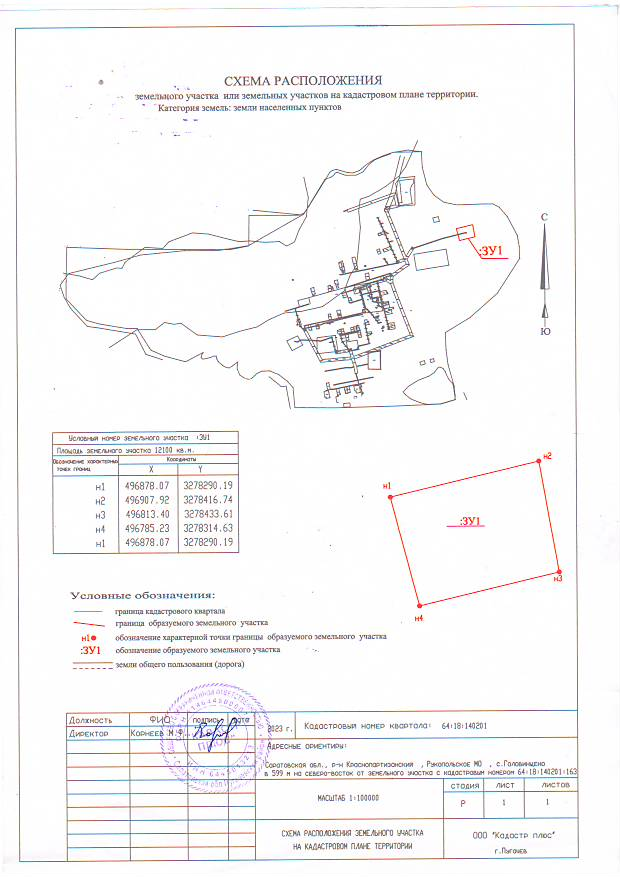 СХЕМА РАСПОЛОЖЕНИЯ
земельного участка или земельных участков на кадастровом плане территории.
Категория земель: земли населенных пунктов
С
:ЗУ1
Ю
Условный номер земельного участка :ЗУ1
Площадь земельного участка 12100 кв.м.
Обозначение характерных точек границ
Координаты
X Y
н1 496878.07 3278290.19
н2 496907.92 3278416.74
н3 496813.40 3278433.61
н4 496785.23 3278314.63
н1 496878.07 3278290.19
н1
н2
:ЗУ1
н3
н4
Условные обозначения:
граница кадастрового квартала
граница образуемого земельного участка
н1 обозначение характерной точки границы образуемого земельного участка
:ЗУ1 обозначение образуемого земельного участка
земли общего пользования (дорога)
Должность ФИО подпись дата
Директор Корнеев М.Ф.
2023 г. Кадастровый номер квартала: 64:18:140201
Адресные ориентиры:
Саратовская обл., р-н Краснопартизанский , Рукопольское МО , с.Головинщено
в 599 м на северо-восток от земельного участка с кадастровым номером 64:18:140201:163
МАСШТАБ 1:100000
стадия лист листов
Р 1 1
СХЕМА РАСПОЛОЖЕНИЯ ЗЕМЕЛЬНОГО УЧАСТКА
НА КАДАСТРОВОМ ПЛАНЕ ТЕРРИТОРИИ
ООО "Кадастр плюс"
г.Пугачев